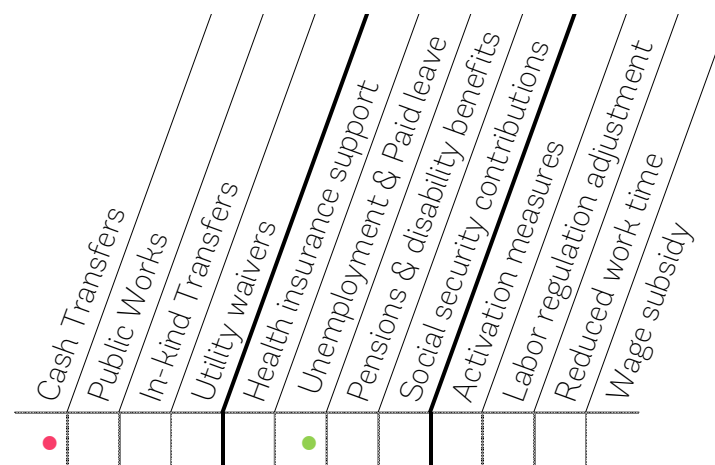 Cash Transfers
Public Works
In-kind Transfers
Utility waivers
Health insurance support
Unemployment & Paid leave
Pensions & disability benefits
Social security contributions
Activation measures
Labor regulation adjustment
Reduced work time
Wage subsidy